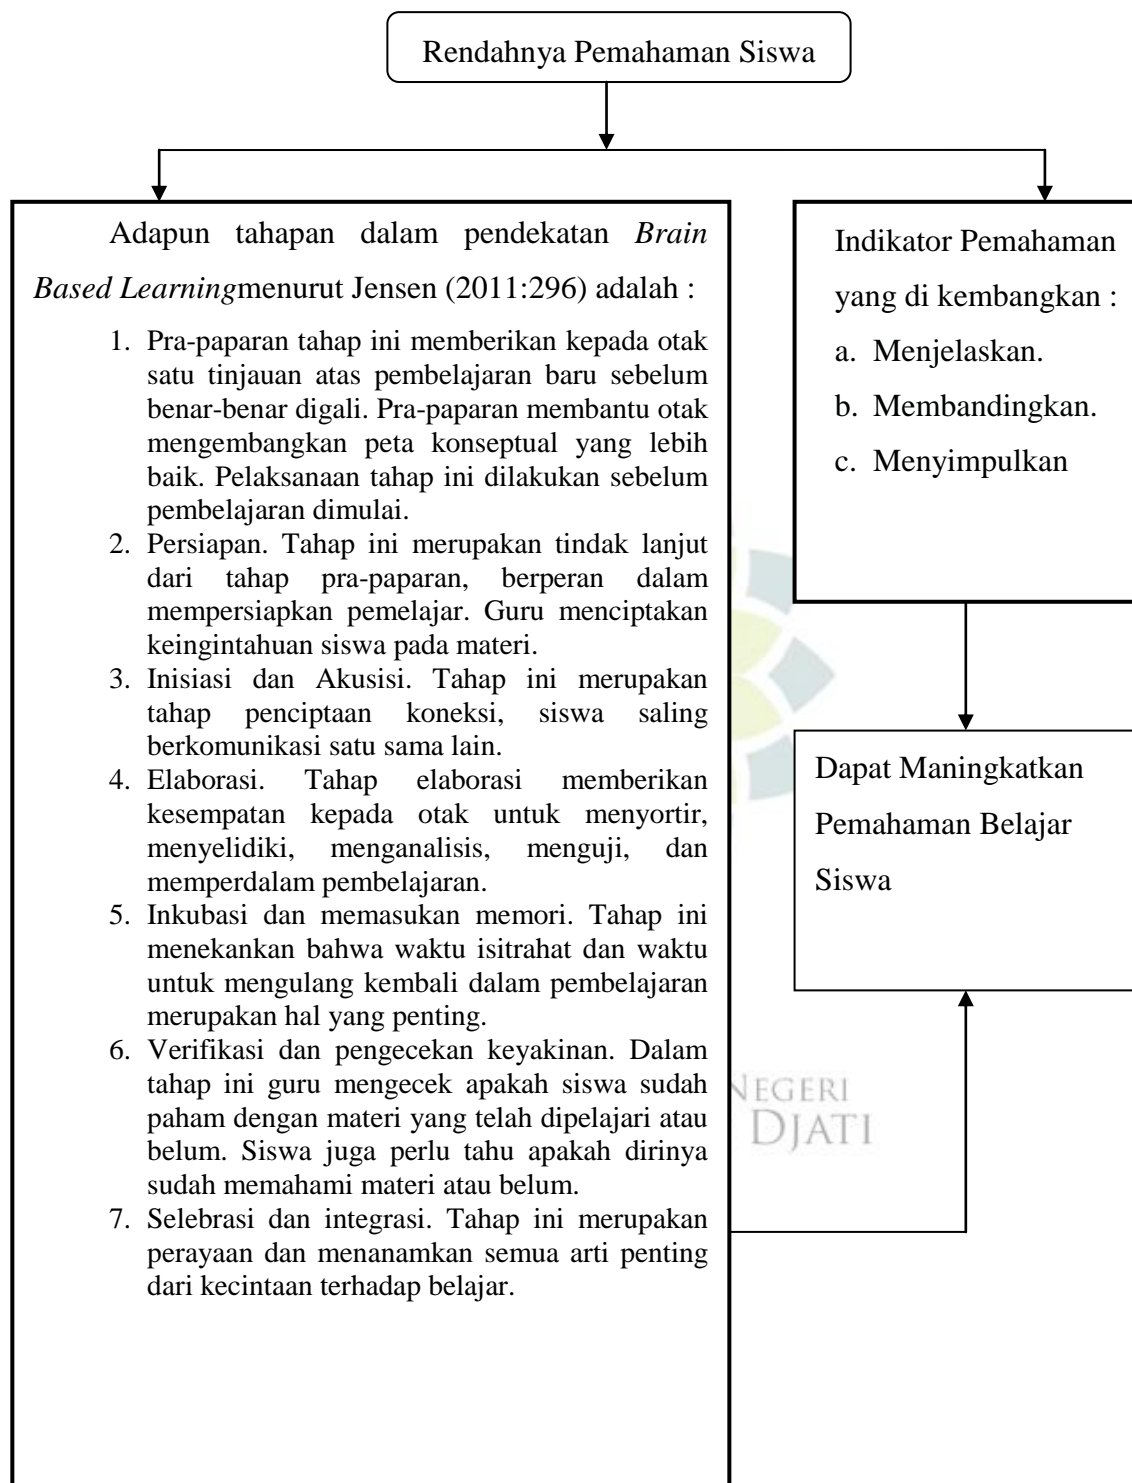 Rendahnya Pemahaman Siswa
Adapun tahapan dalam pendekatan Brain
Based Learningmenurut Jensen (2011:296) adalah :
1. Pra-paparan tahap ini memberikan kepada otak
satu tinjauan atas pembelajaran baru sebelum
benar-benar digali. Pra-paparan membantu otak
mengembangkan peta konseptual yang lebih
baik. Pelaksanaan tahap ini dilakukan sebelum
pembelajaran dimulai.
2. Persiapan. Tahap ini merupakan tindak lanjut
dari tahap pra-paparan, berperan dalam
mempersiapkan pemelajar. Guru menciptakan
keingintahuan siswa pada materi.
3. Inisiasi dan Akusisi. Tahap ini merupakan
tahap penciptaan koneksi, siswa saling
berkomunikasi satu sama lain.
4. Elaborasi. Tahap elaborasi memberikan
kesempatan kepada otak untuk menyortir,
menyelidiki, menganalisis, menguji, dan
memperdalam pembelajaran.
5. Inkubasi dan memasukan memori. Tahap ini
menekankan bahwa waktu isitrahat dan waktu
untuk mengulang kembali dalam pembelajaran
merupakan hal yang penting.
6. Verifikasi dan pengecekan keyakinan. Dalam
tahap ini guru mengecek apakah siswa sudah
paham dengan materi yang telah dipelajari atau
belum. Siswa juga perlu tahu apakah dirinya
sudah memahami materi atau belum.
7. Selebrasi dan integrasi. Tahap ini merupakan
perayaan dan menanamkan semua arti penting
dari kecintaan terhadap belajar.
Indikator Pemahaman
yang di kembangkan :
a. Menjelaskan.
b. Membandingkan.
c. Menyimpulkan
Dapat Maningkatkan
Pemahaman Belajar
Siswa
NEGERI
DJATI